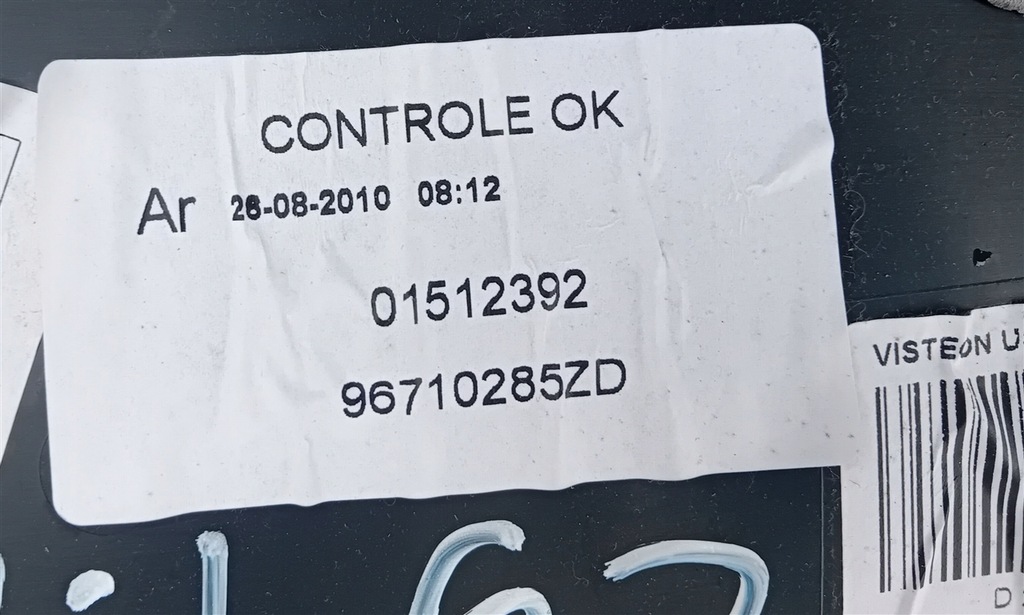 CONTROLE OK
Ar 26-08-2010 08:12
01512392
96710285ZD
VISTEON
D